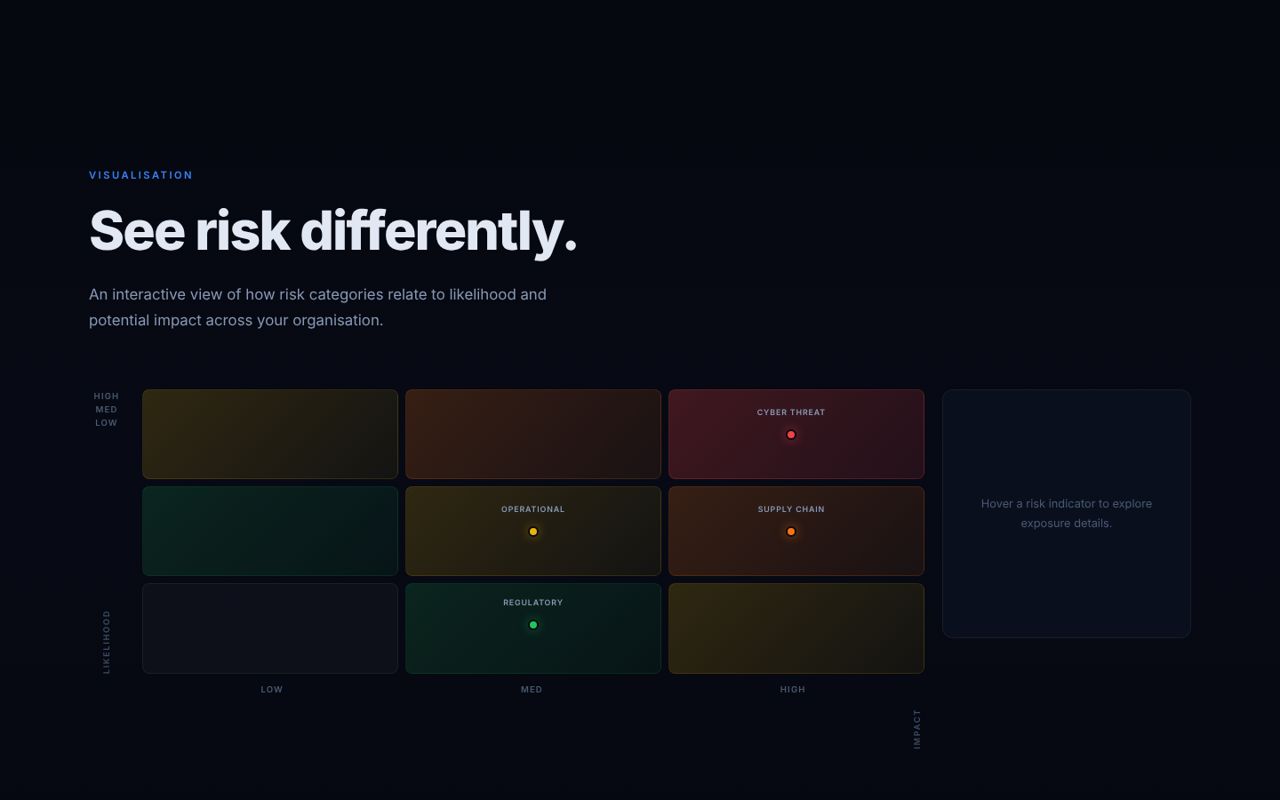 VISUALISATION
See risk differently.
An interactive view of how risk categories relate to likelihood and
potential impact across your organisation.
HIGH
MED
LOW
LIKELIHOOD
CYBER THREAT
OPERATIONAL
SUPPLY CHAIN
REGULATORY
LOW
MED
HIGH
IMPACT
Hover a risk indicator to explore
exposure details.